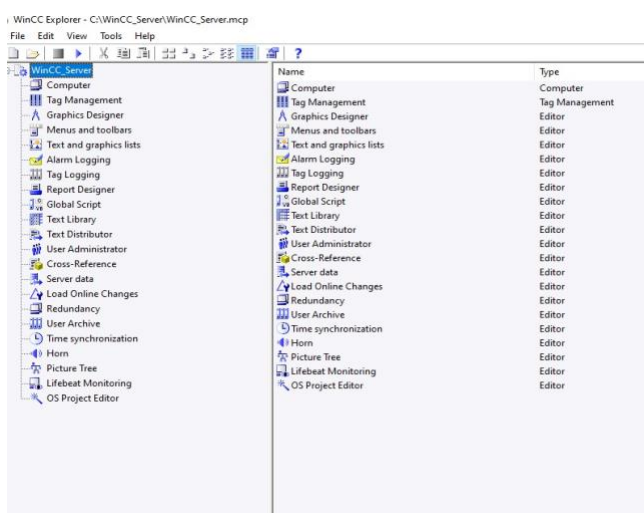 WinCC Explorer - C:\WinCC_Server\WinCC_Server.mcp
File Edit View Tools Help
WinCC_Server
Computer
Tag Management
Graphics Designer
Menus and toolbars
Text and graphics lists
Alarm Logging
Tag Logging
Report Designer
Global Script
Text Library
Text Distributor
User Administrator
Cross-Reference
Server data
Load Online Changes
Redundancy
User Archive
Time synchronization
Horn
Picture Tree
Lifebeat Monitoring
OS Project Editor
Name Type
Computer Computer
Tag Management Tag Management
Graphics Designer Editor
Menus and toolbars Editor
Text and graphics lists Editor
Alarm Logging Editor
Tag Logging Editor
Report Designer Editor
Global Script Editor
Text Library Editor
Text Distributor Editor
User Administrator Editor
Cross-Reference Editor
Server data Editor
Load Online Changes Editor
Redundancy Editor
User Archive Editor
Time synchronization Editor
Horn Editor
Picture Tree Editor
Lifebeat Monitoring Editor
OS Project Editor Editor